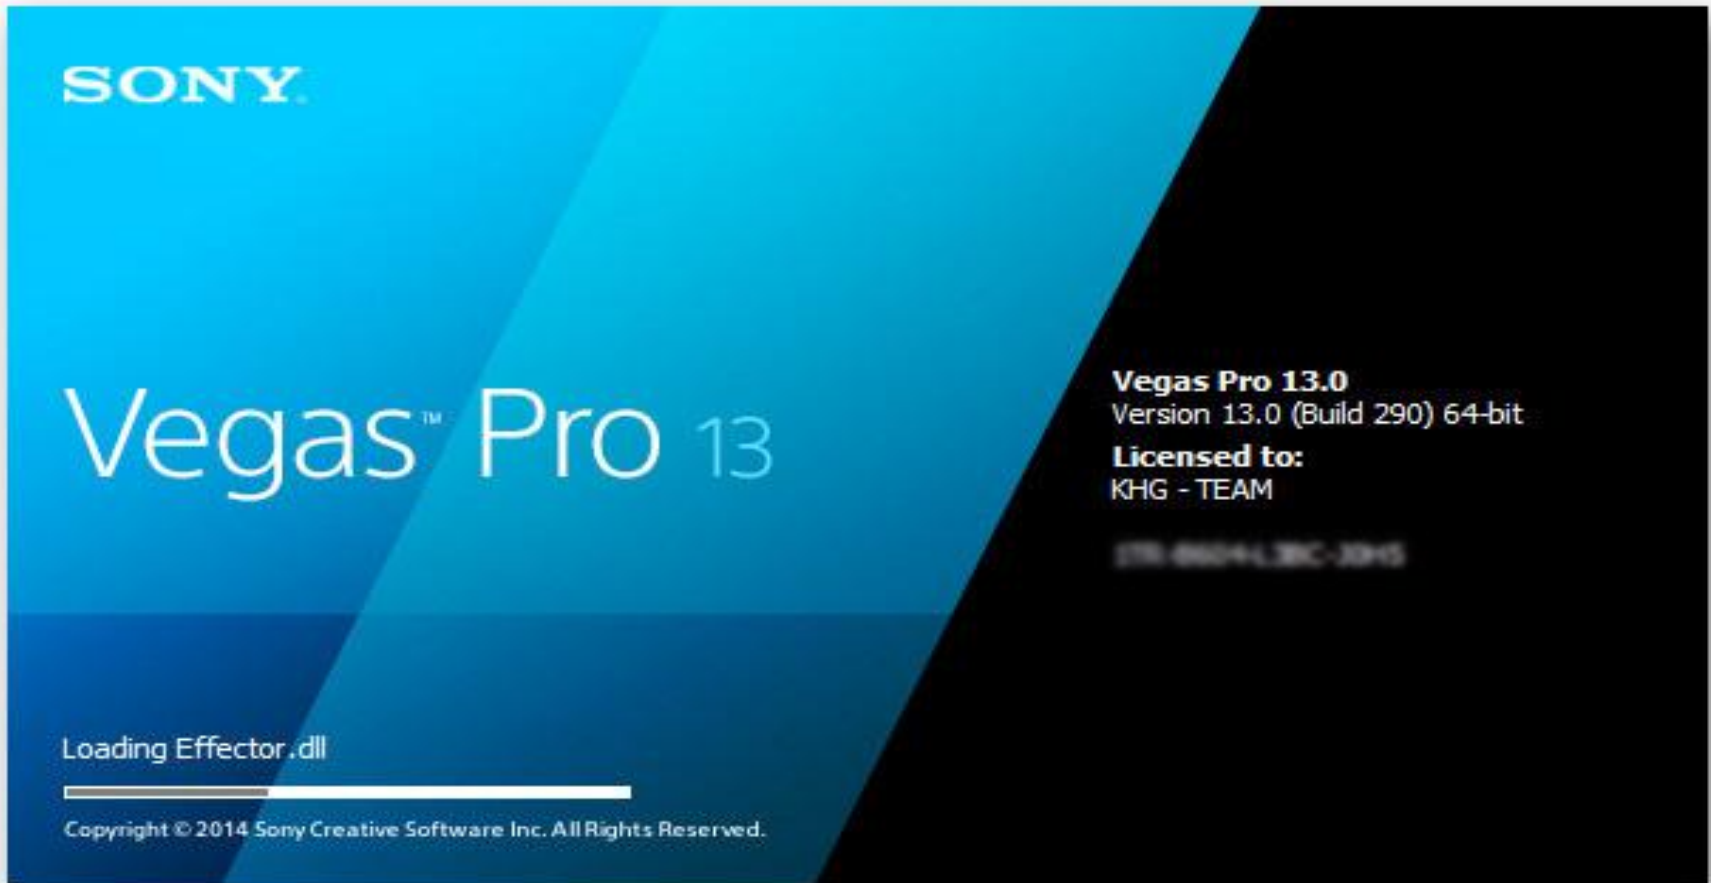 SONY
Vegas™ Pro 13
Vegas Pro 13.0
Version 13.0 (Build 290) 64-bit
Licensed to:
KHG - TEAM
Loading Effector.dll
Copyright © 2014 Sony Creative Software Inc. All Rights Reserved.